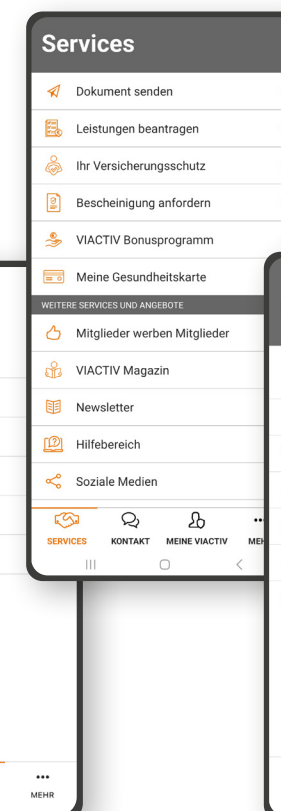 Services
Dokument senden
Leistungen beantragen
Ihr Versicherungsschutz
Bescheinigung anfordern
VIACTIV Bonusprogramm
Meine Gesundheitskarte
WEITERE SERVICES UND ANGEBOTE
Mitglieder werben Mitglieder
VIACTIV Magazin
Newsletter
Hilfebereich
Soziale Medien
SERVICES KONTAKT MEINE VIACTIV MEH
MEHR